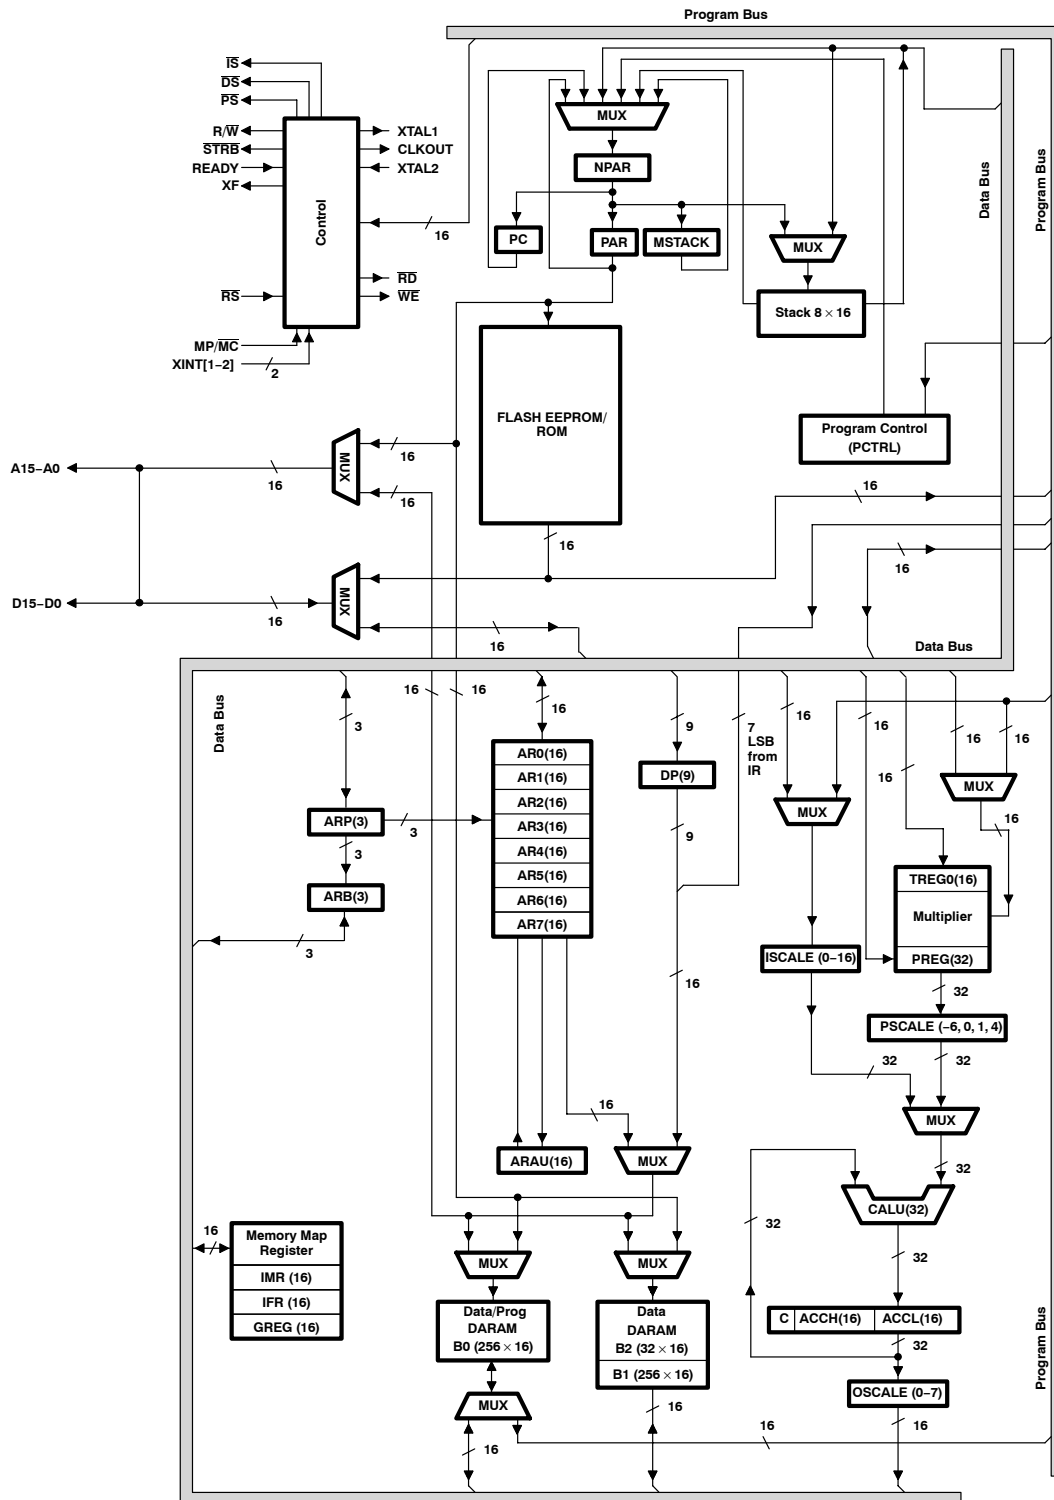 Program Bus
IS
DS
PS
R/W
STRB
READY
XF
RS
MP/MC
XINT[1−2]
2
Control
XTAL1
CLKOUT
XTAL2
16
RD
WE
MUX
NPAR
PC
PAR
MSTACK
MUX
Stack 8 × 16
Data Bus
Program Bus
FLASH EEPROM/
ROM
Program Control
(PCTRL)
A15−A0
16
MUX
16
16
16
16
D15−D0
16
MUX
16
16
Data Bus
Data Bus
16
16
3
16
9
7
LSB
from
IR
16
16
16
16
16
AR0(16)
AR1(16)
AR2(16)
AR3(16)
AR4(16)
AR5(16)
AR6(16)
AR7(16)
DP(9)
MUX
MUX
16
ARP(3)
3
3
9
ARB(3)
3
TREG0(16)
Multiplier
PREG(32)
ISCALE (0−16)
16
32
PSCALE (−6, 0, 1, 4)
32
32
16
MUX
ARAU(16)
MUX
32
CALU(32)
32
32
16
Memory Map
Register
IMR (16)
IFR (16)
GREG (16)
MUX
MUX
Data/Prog
DARAM
B0 (256 × 16)
Data
DARAM
B2 (32 × 16)
B1 (256 × 16)
C
ACCH(16)
ACCL(16)
32
OSCALE (0−7)
MUX
16
16
16
16
Program Bus